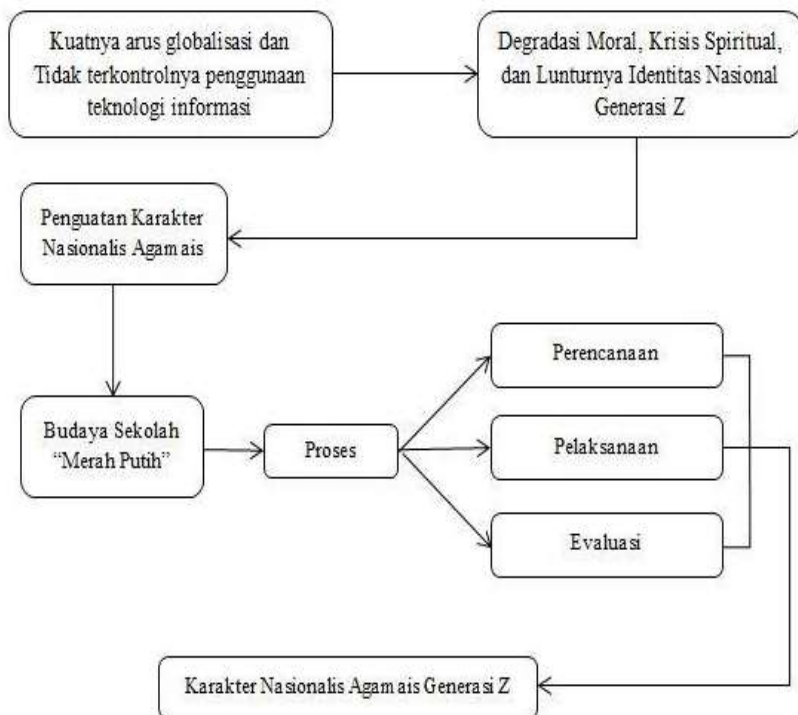 Kuatnya arus globalisasi dan
Tidak terkontrolnya penggunaan
teknologi informasi
Degradasi Moral, Krisis Spiritual,
dan Lunturnya Identitas Nasional
Generasi Z
Penguatan Karakter
Nasionalis Agamais
Budaya Sekolah
“Merah Putih”
Proses
Perencanaan
Pelaksanaan
Evaluasi
Karakter Nasionalis Agamais Generasi Z